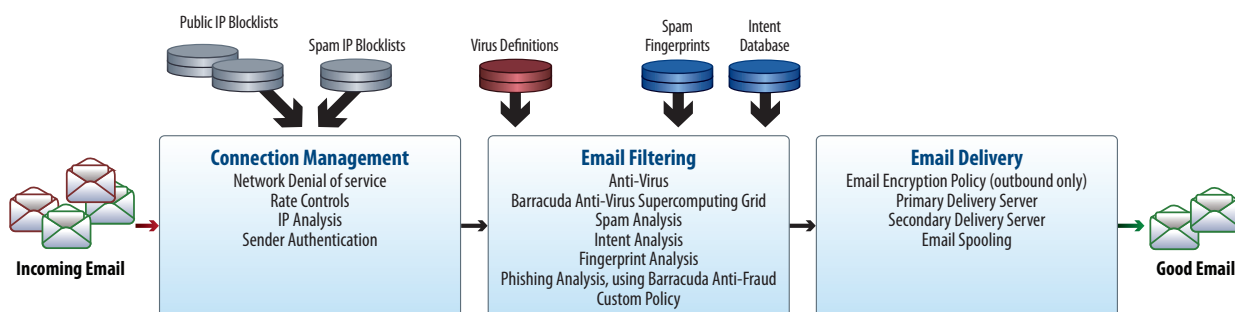 Public IP Blocklists
Spam IP Blocklists
Virus Definitions
Spam
Fingerprints
Intent
Database
Incoming Email
Connection Management
Network Denial of service
Rate Controls
IP Analysis
Sender Authentication
Email Filtering
Anti-Virus
Barracuda Anti-Virus Supercomputing Grid
Spam Analysis
Intent Analysis
Fingerprint Analysis
Phishing Analysis, using Barracuda Anti-Fraud
Custom Policy
Email Delivery
Email Encryption Policy (outbound only)
Primary Delivery Server
Secondary Delivery Server
Email Spooling
Good Email